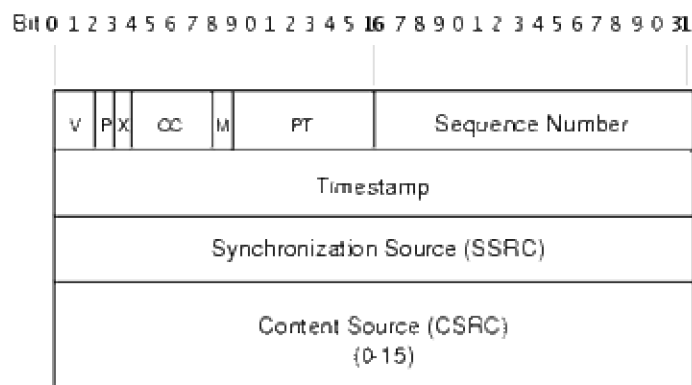 Bit 0 1 2 3 4 5 6 7 8 9 0 1 2 3 4 5 16 7 8 9 0 1 2 3 4 5 6 7 8 9 0 31
V P X CC M PT Sequence Number
Timestamp
Synchronization Source (SSRC)
Content Source (CSRC)
(0-15)